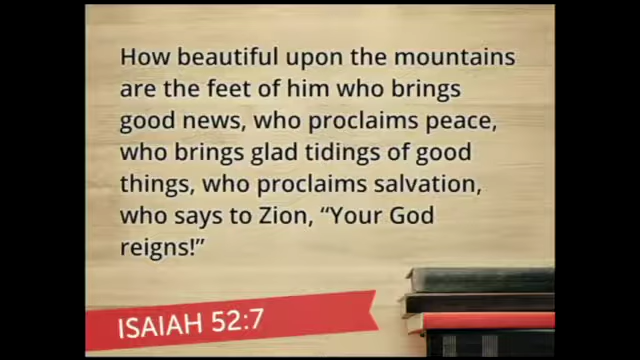 How beautiful upon the mountains
are the feet of him who brings
good news, who proclaims peace,
who brings glad tidings of good
things, who proclaims salvation,
who says to Zion, “Your God
reigns!”
ISAIAH 52:7